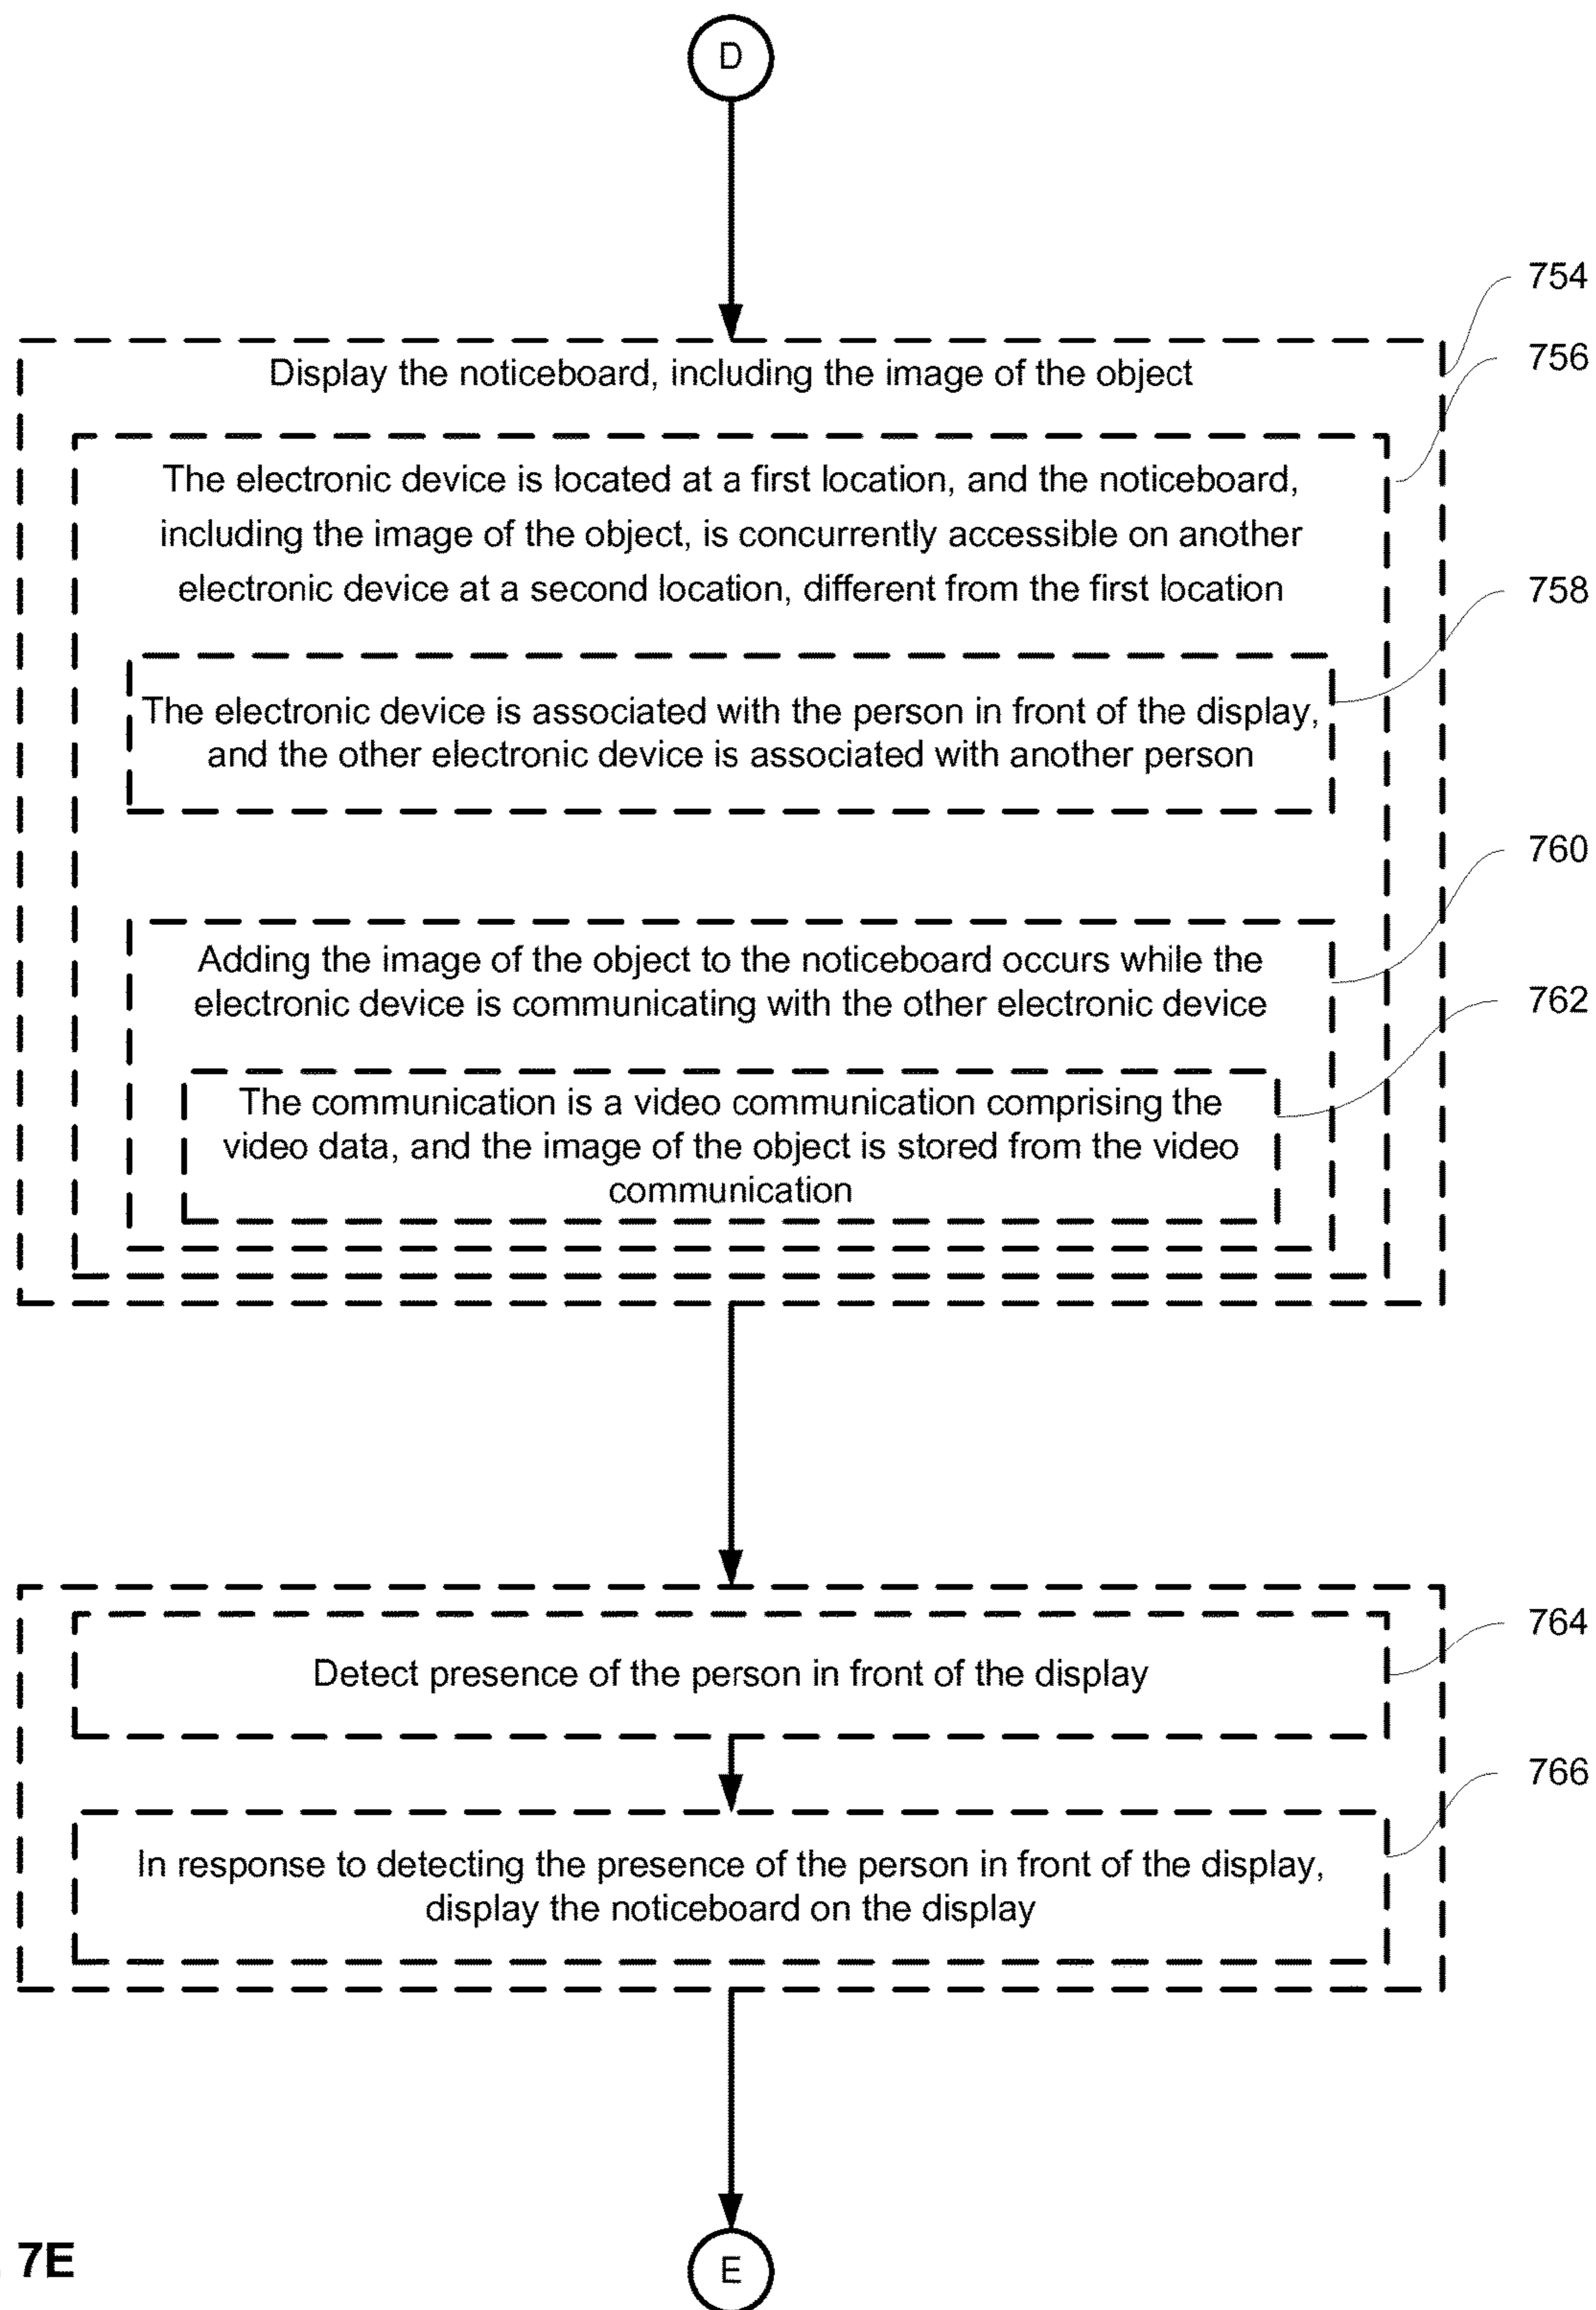 D
754
Display the noticeboard, including the image of the object
756
The electronic device is located at a first location, and the noticeboard,
including the image of the object, is concurrently accessible on another
electronic device at a second location, different from the first location
758
The electronic device is associated with the person in front of the display,
and the other electronic device is associated with another person
760
Adding the image of the object to the noticeboard occurs while the
electronic device is communicating with the other electronic device
762
The communication is a video communication comprising the
video data, and the image of the object is stored from the video
communication
764
Detect presence of the person in front of the display
766
In response to detecting the presence of the person in front of the display,
display the noticeboard on the display
7E
E